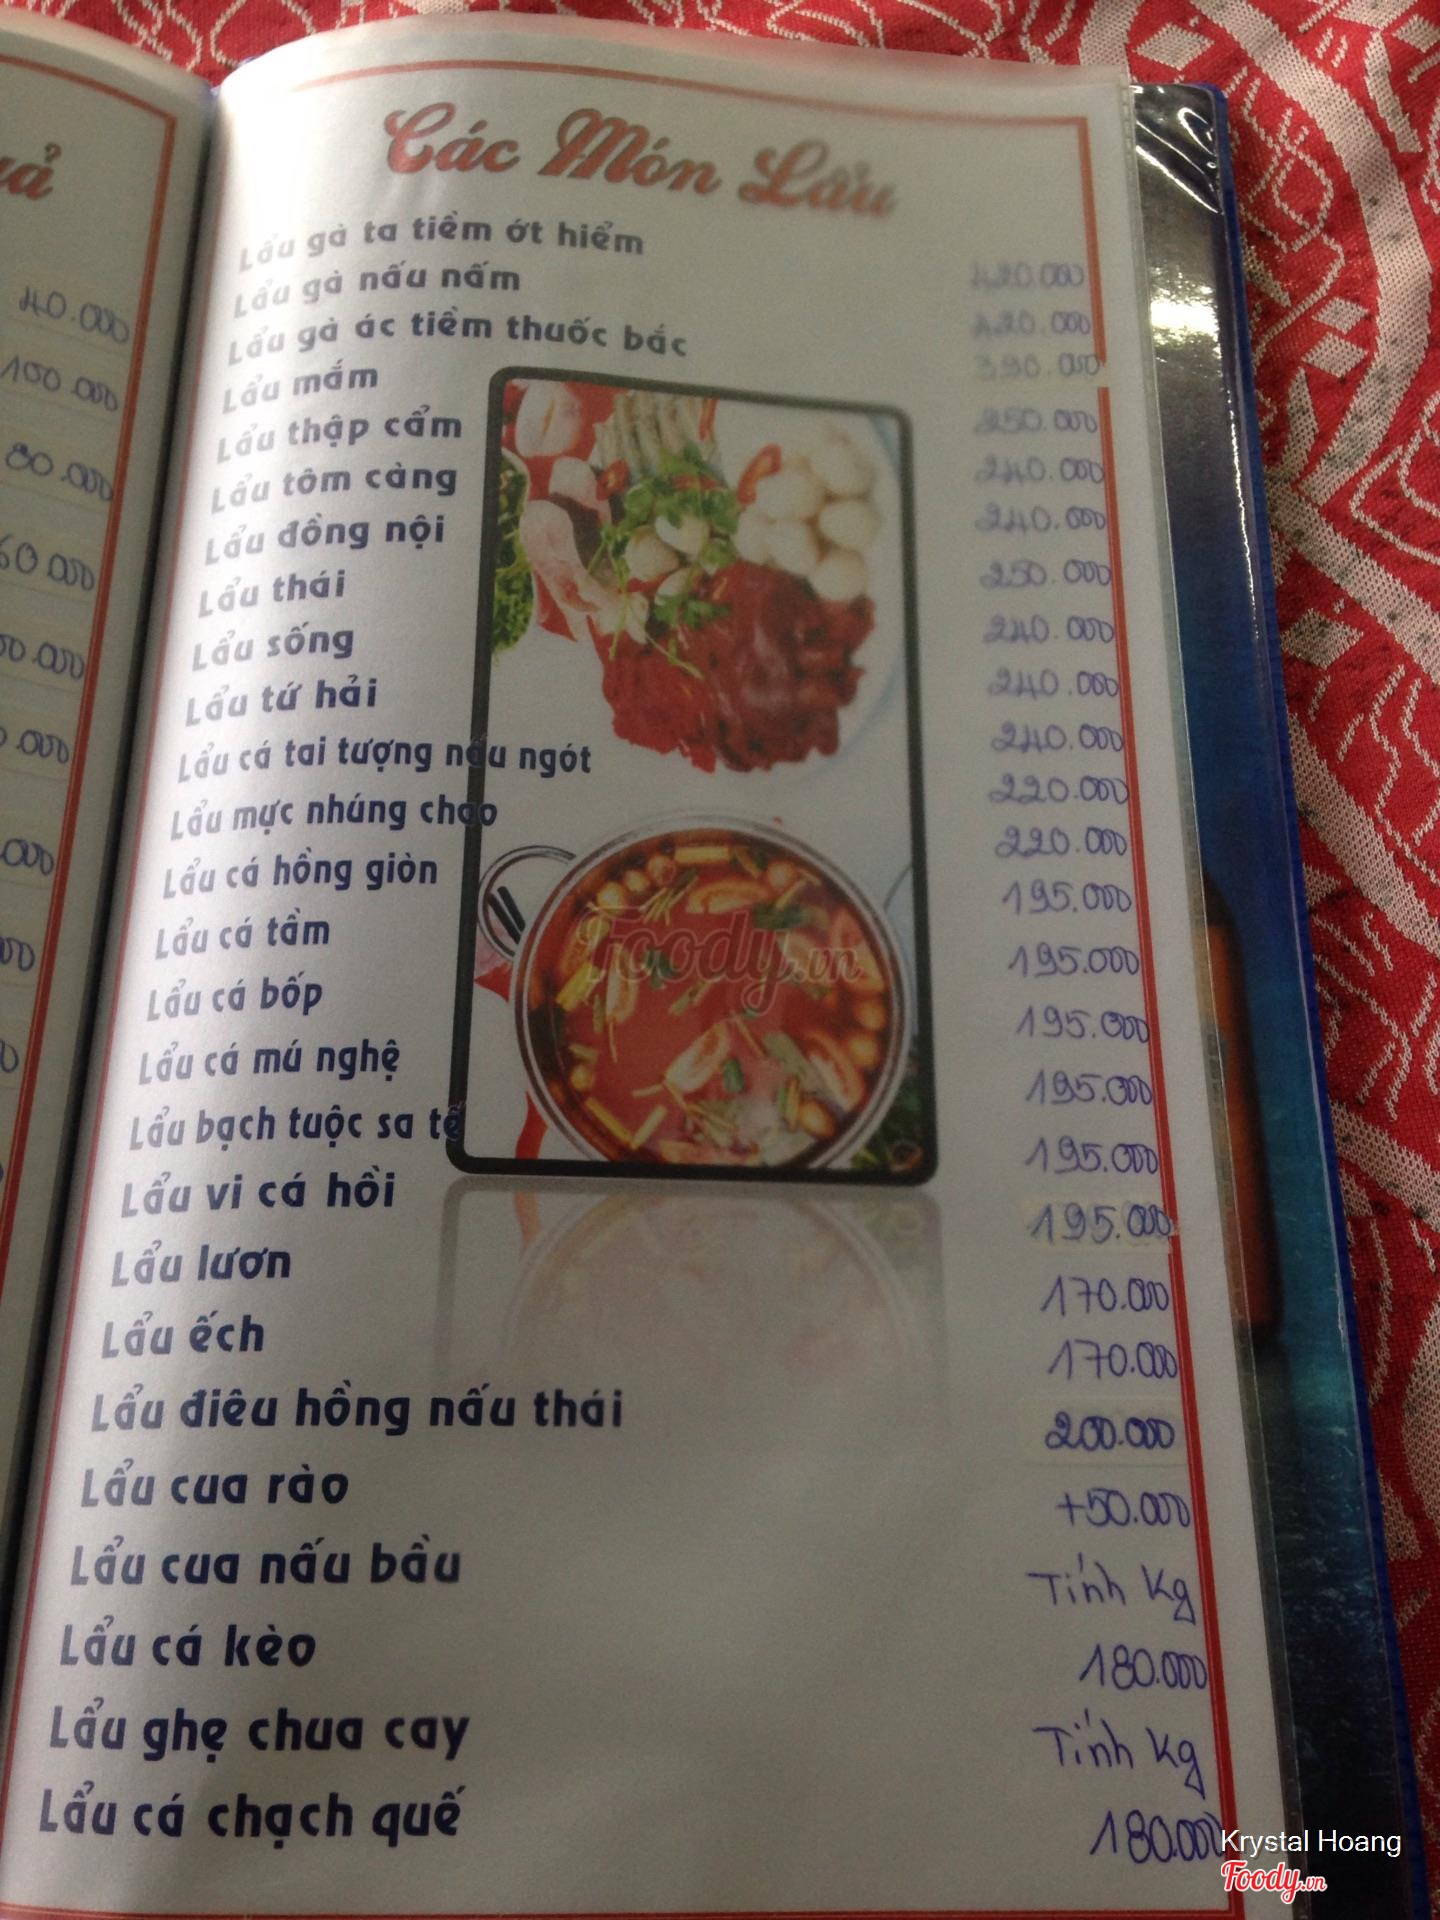 40.000
100.000
80.000
Các Món Lẩu
Lẩu gà ta tiềm ớt hiểm 420.000
Lẩu gà nấu nấm 420.000
Lẩu gà ác tiềm thuốc bắc 390.000
Lẩu mắm 250.000
Lẩu thập cẩm 240.000
Lẩu tôm càng 240.000
Lẩu đồng nội 250.000
Lẩu thái 240.000
Lẩu sống 240.000
Lẩu tứ hải 240.000
Lẩu cá tai tượng nấu ngót 220.000
Lẩu mực nhúng chao 220.000
Lẩu cá hồng giòn 195.000
Lẩu cá tầm 195.000
Lẩu cá bốp 195.000
Lẩu cá mú nghệ 195.000
Lẩu bạch tuộc sa tế 195.000
Lẩu vi cá hồi 195.000
Lẩu lươn 170.000
Lẩu ếch 170.000
Lẩu điêu hồng nấu thái 200.000
Lẩu cua rào +50.000
Lẩu cua nấu bầu Tính Kg
Lẩu cá kèo 180.000
Lẩu ghẹ chua cay Tính Kg
Lẩu cá chạch quế 180.000
Foody.vn
Krystal Hoang
Foody.vn